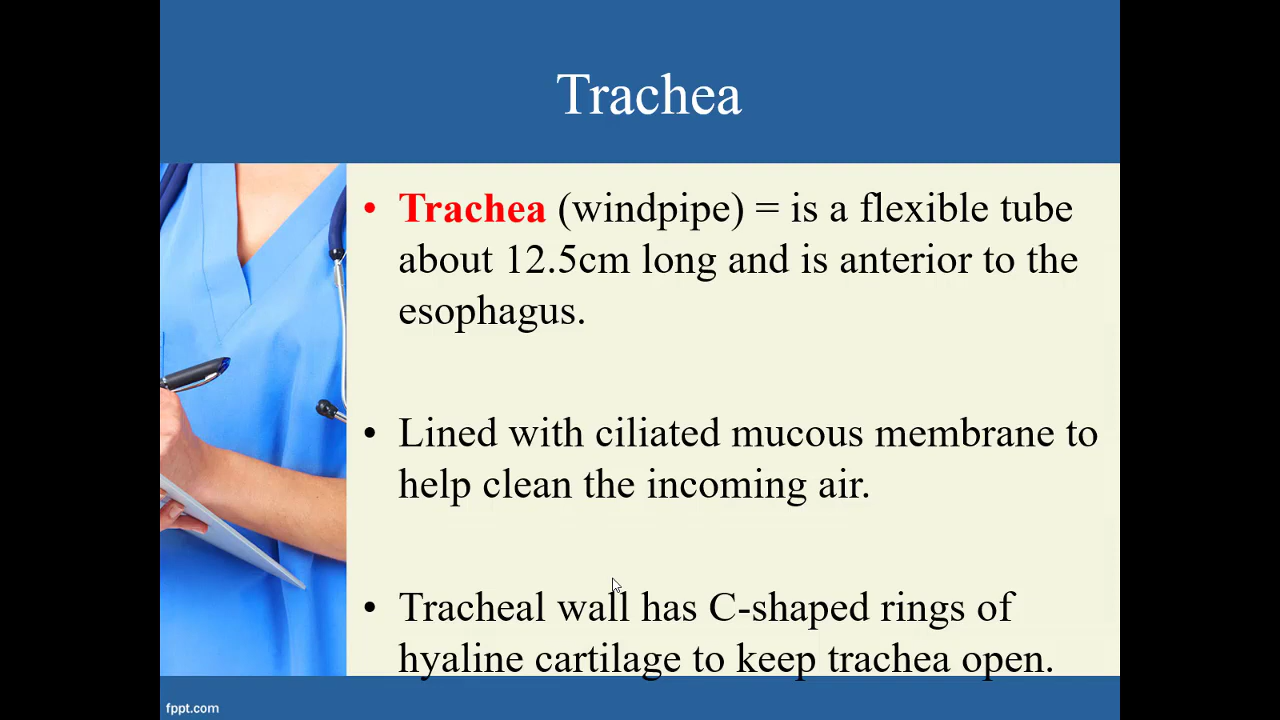 Trachea
• Trachea (windpipe) = is a flexible tube
about 12.5cm long and is anterior to the
esophagus.
• Lined with ciliated mucous membrane to
help clean the incoming air.
• Tracheal wall has C-shaped rings of
hyaline cartilage to keep trachea open.
fppt.com